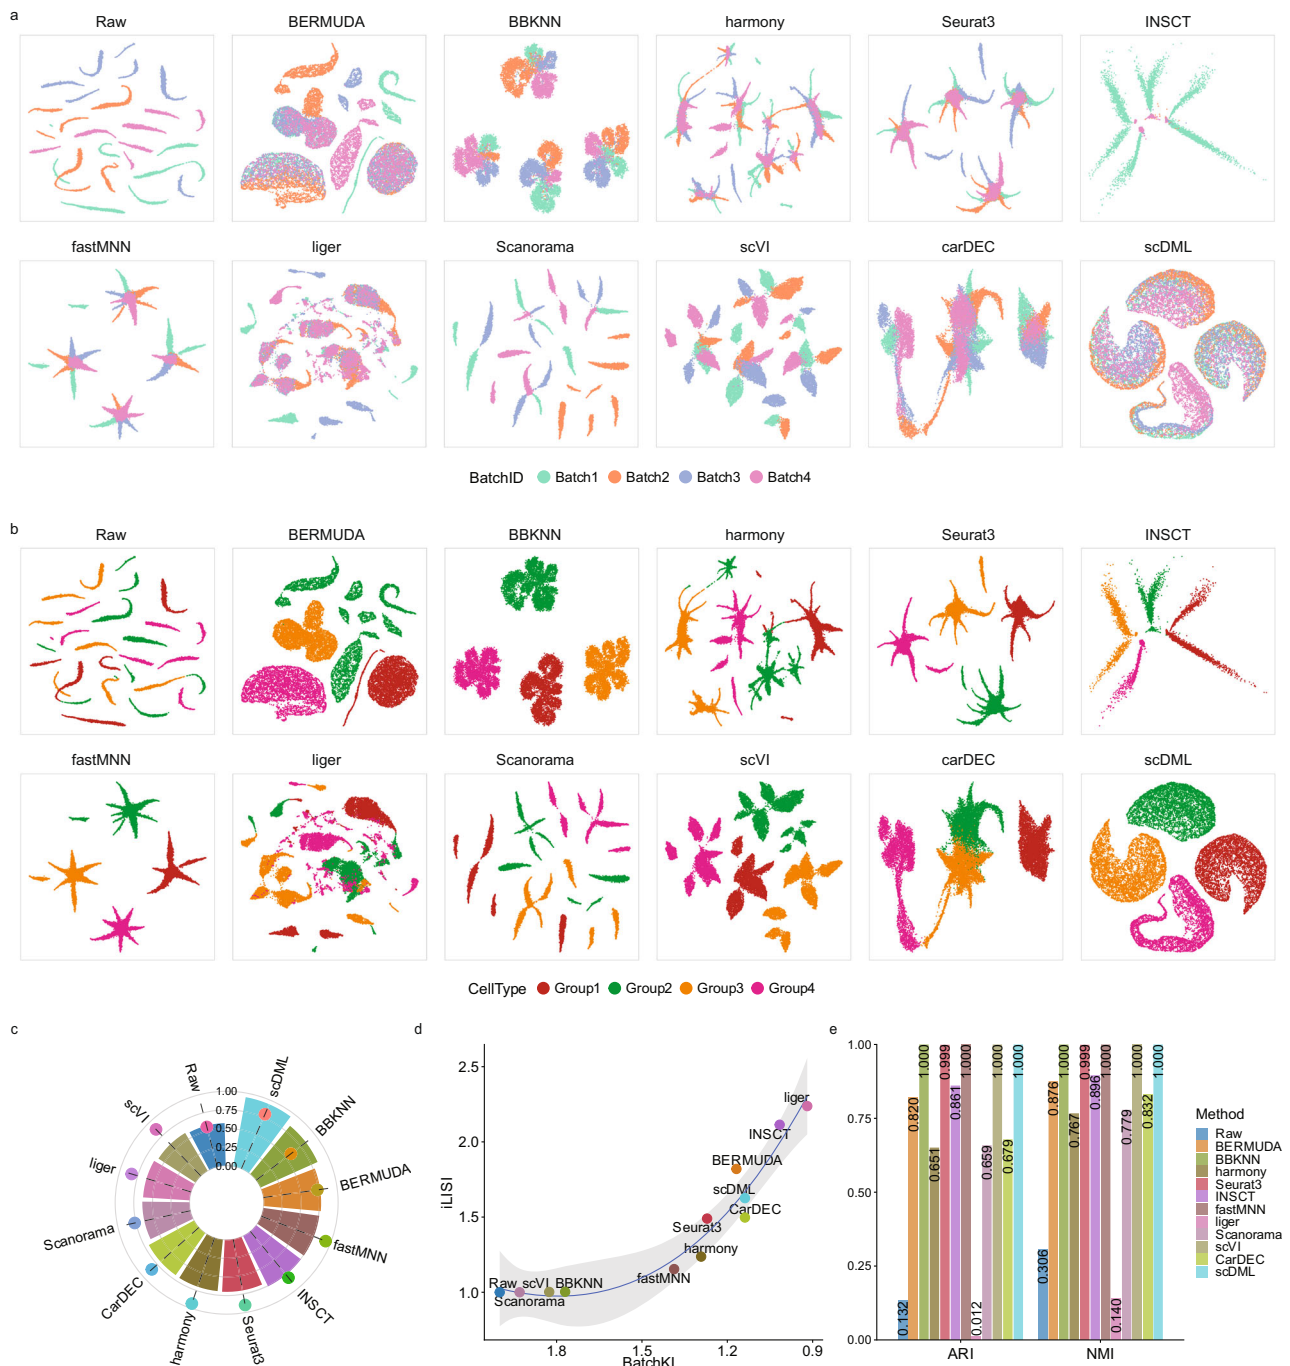 a
Raw BERMUDA BBKNN harmony Seurat3 INSCT
fastMNN liger Scanorama scVI carDEC scDML
BatchID Batch1 Batch2 Batch3 Batch4
b
Raw BERMUDA BBKNN harmony Seurat3 INSCT
fastMNN liger Scanorama scVI carDEC scDML
CellType Group1 Group2 Group3 Group4
c
Raw
scDML
BBKNN
BERMUDA
fastMNN
INSCT
Seurat3
harmony
CarDEC
Scanorama
liger
scVI
1.00
0.75
0.50
0.25
0.00
d
iLISI
2.5
2.0
1.5
1.0
liger
INSCT
BERMUDA
scDML
CarDEC
Seurat3
harmony
fastMNN
Raw scVI BBKNN
Scanorama
1.8 1.5 1.2 0.9
BatchKL
e
1.00
0.75
0.50
0.25
0.00
0.132 0.820 1.000 0.651 0.999 0.861 1.000 0.012 0.659 1.000 0.679 1.000
0.306 0.876 1.000 0.767 0.999 0.896 1.000 0.140 0.779 1.000 0.832 1.000
ARI NMI
Method
Raw
BERMUDA
BBKNN
harmony
Seurat3
INSCT
fastMNN
liger
Scanorama
scVI
CarDEC
scDML